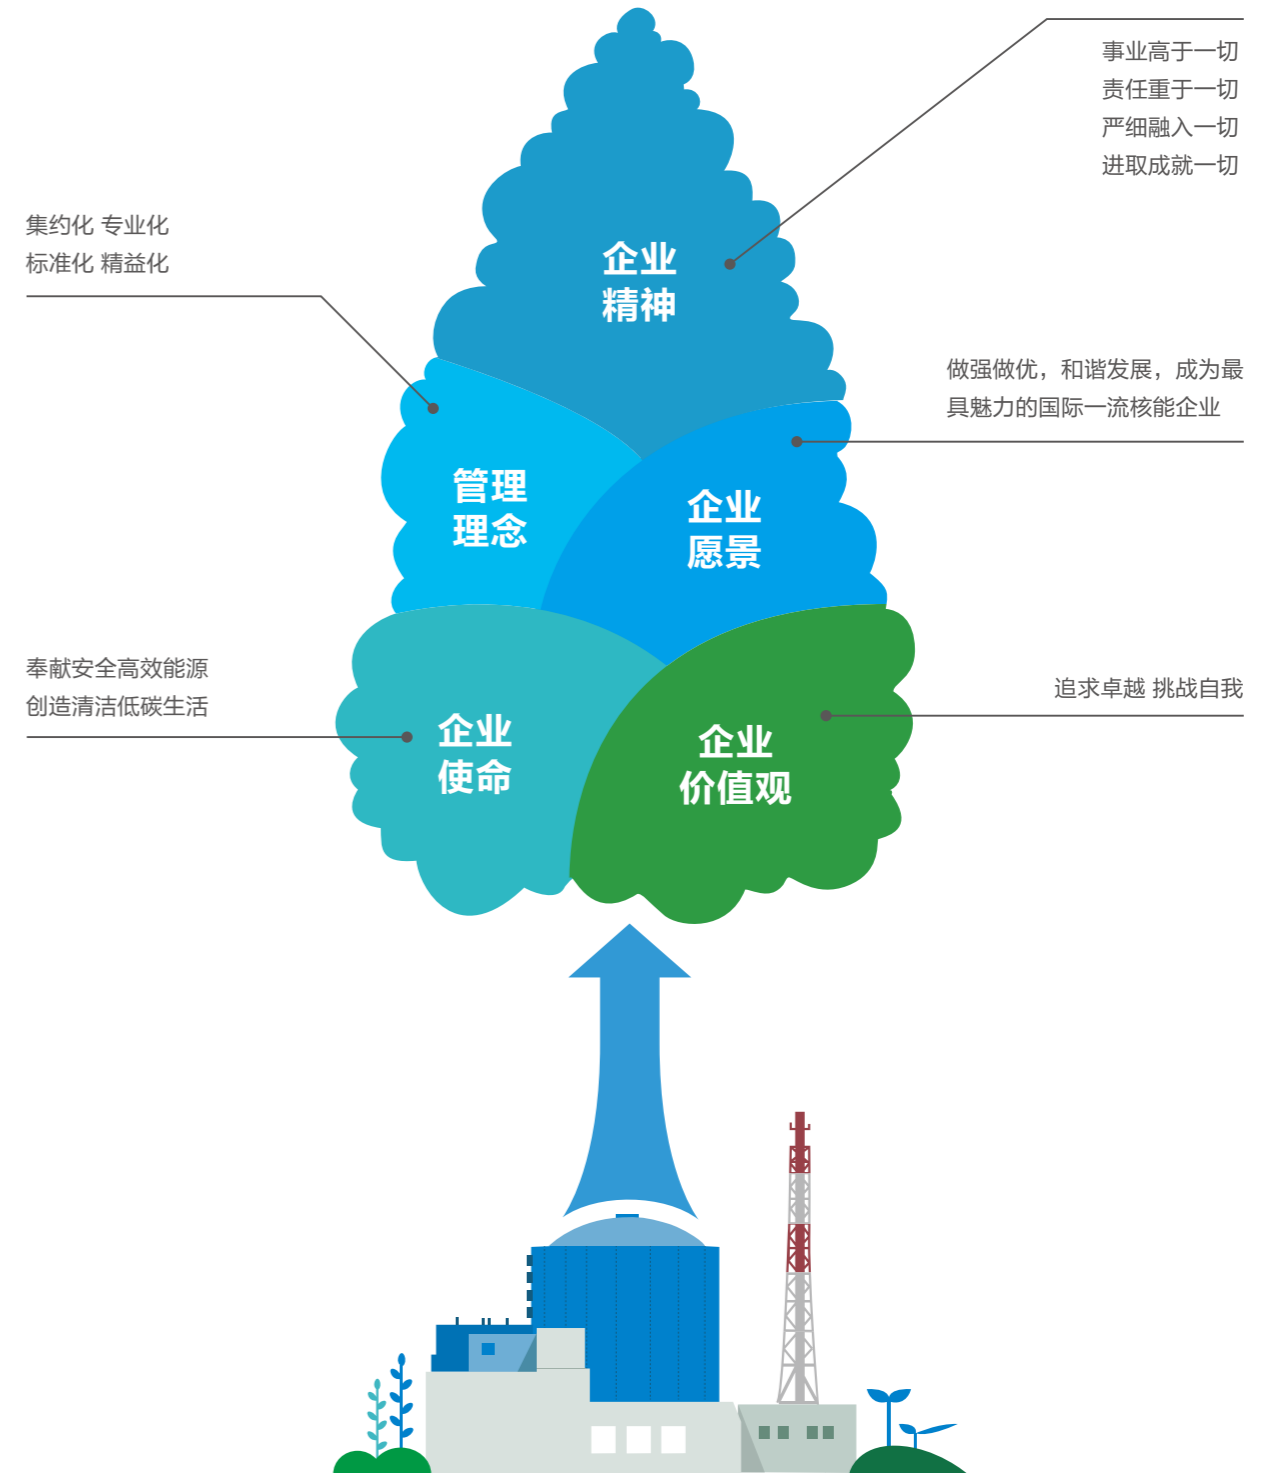 事业高于一切
责任重于一切
严细融入一切
进取成就一切
企业
精神
集约化 专业化
标准化 精益化
管理
理念
做强做优，和谐发展，成为最
具魅力的国际一流核能企业
企业
愿景
奉献安全高效能源
创造清洁低碳生活
企业
使命
追求卓越 挑战自我
企业
价值观